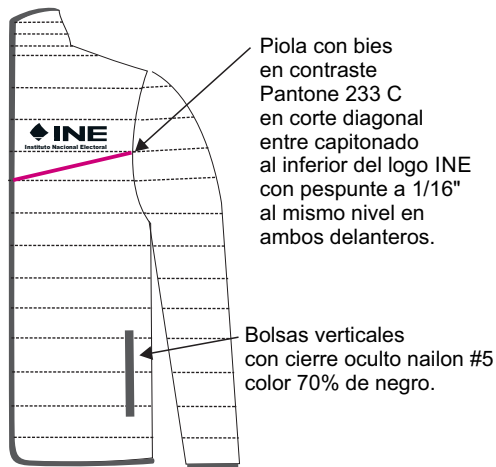 Piola con bies
en contraste
Pantone 233 C
en corte diagonal
entre capitonado
al inferior del logo INE
con pespunte a 1/16"
al mismo nivel en
ambos delanteros.
INE
Instituto Nacional Electoral
Bolsas verticales
con cierre oculto nailon #5
color 70% de negro.